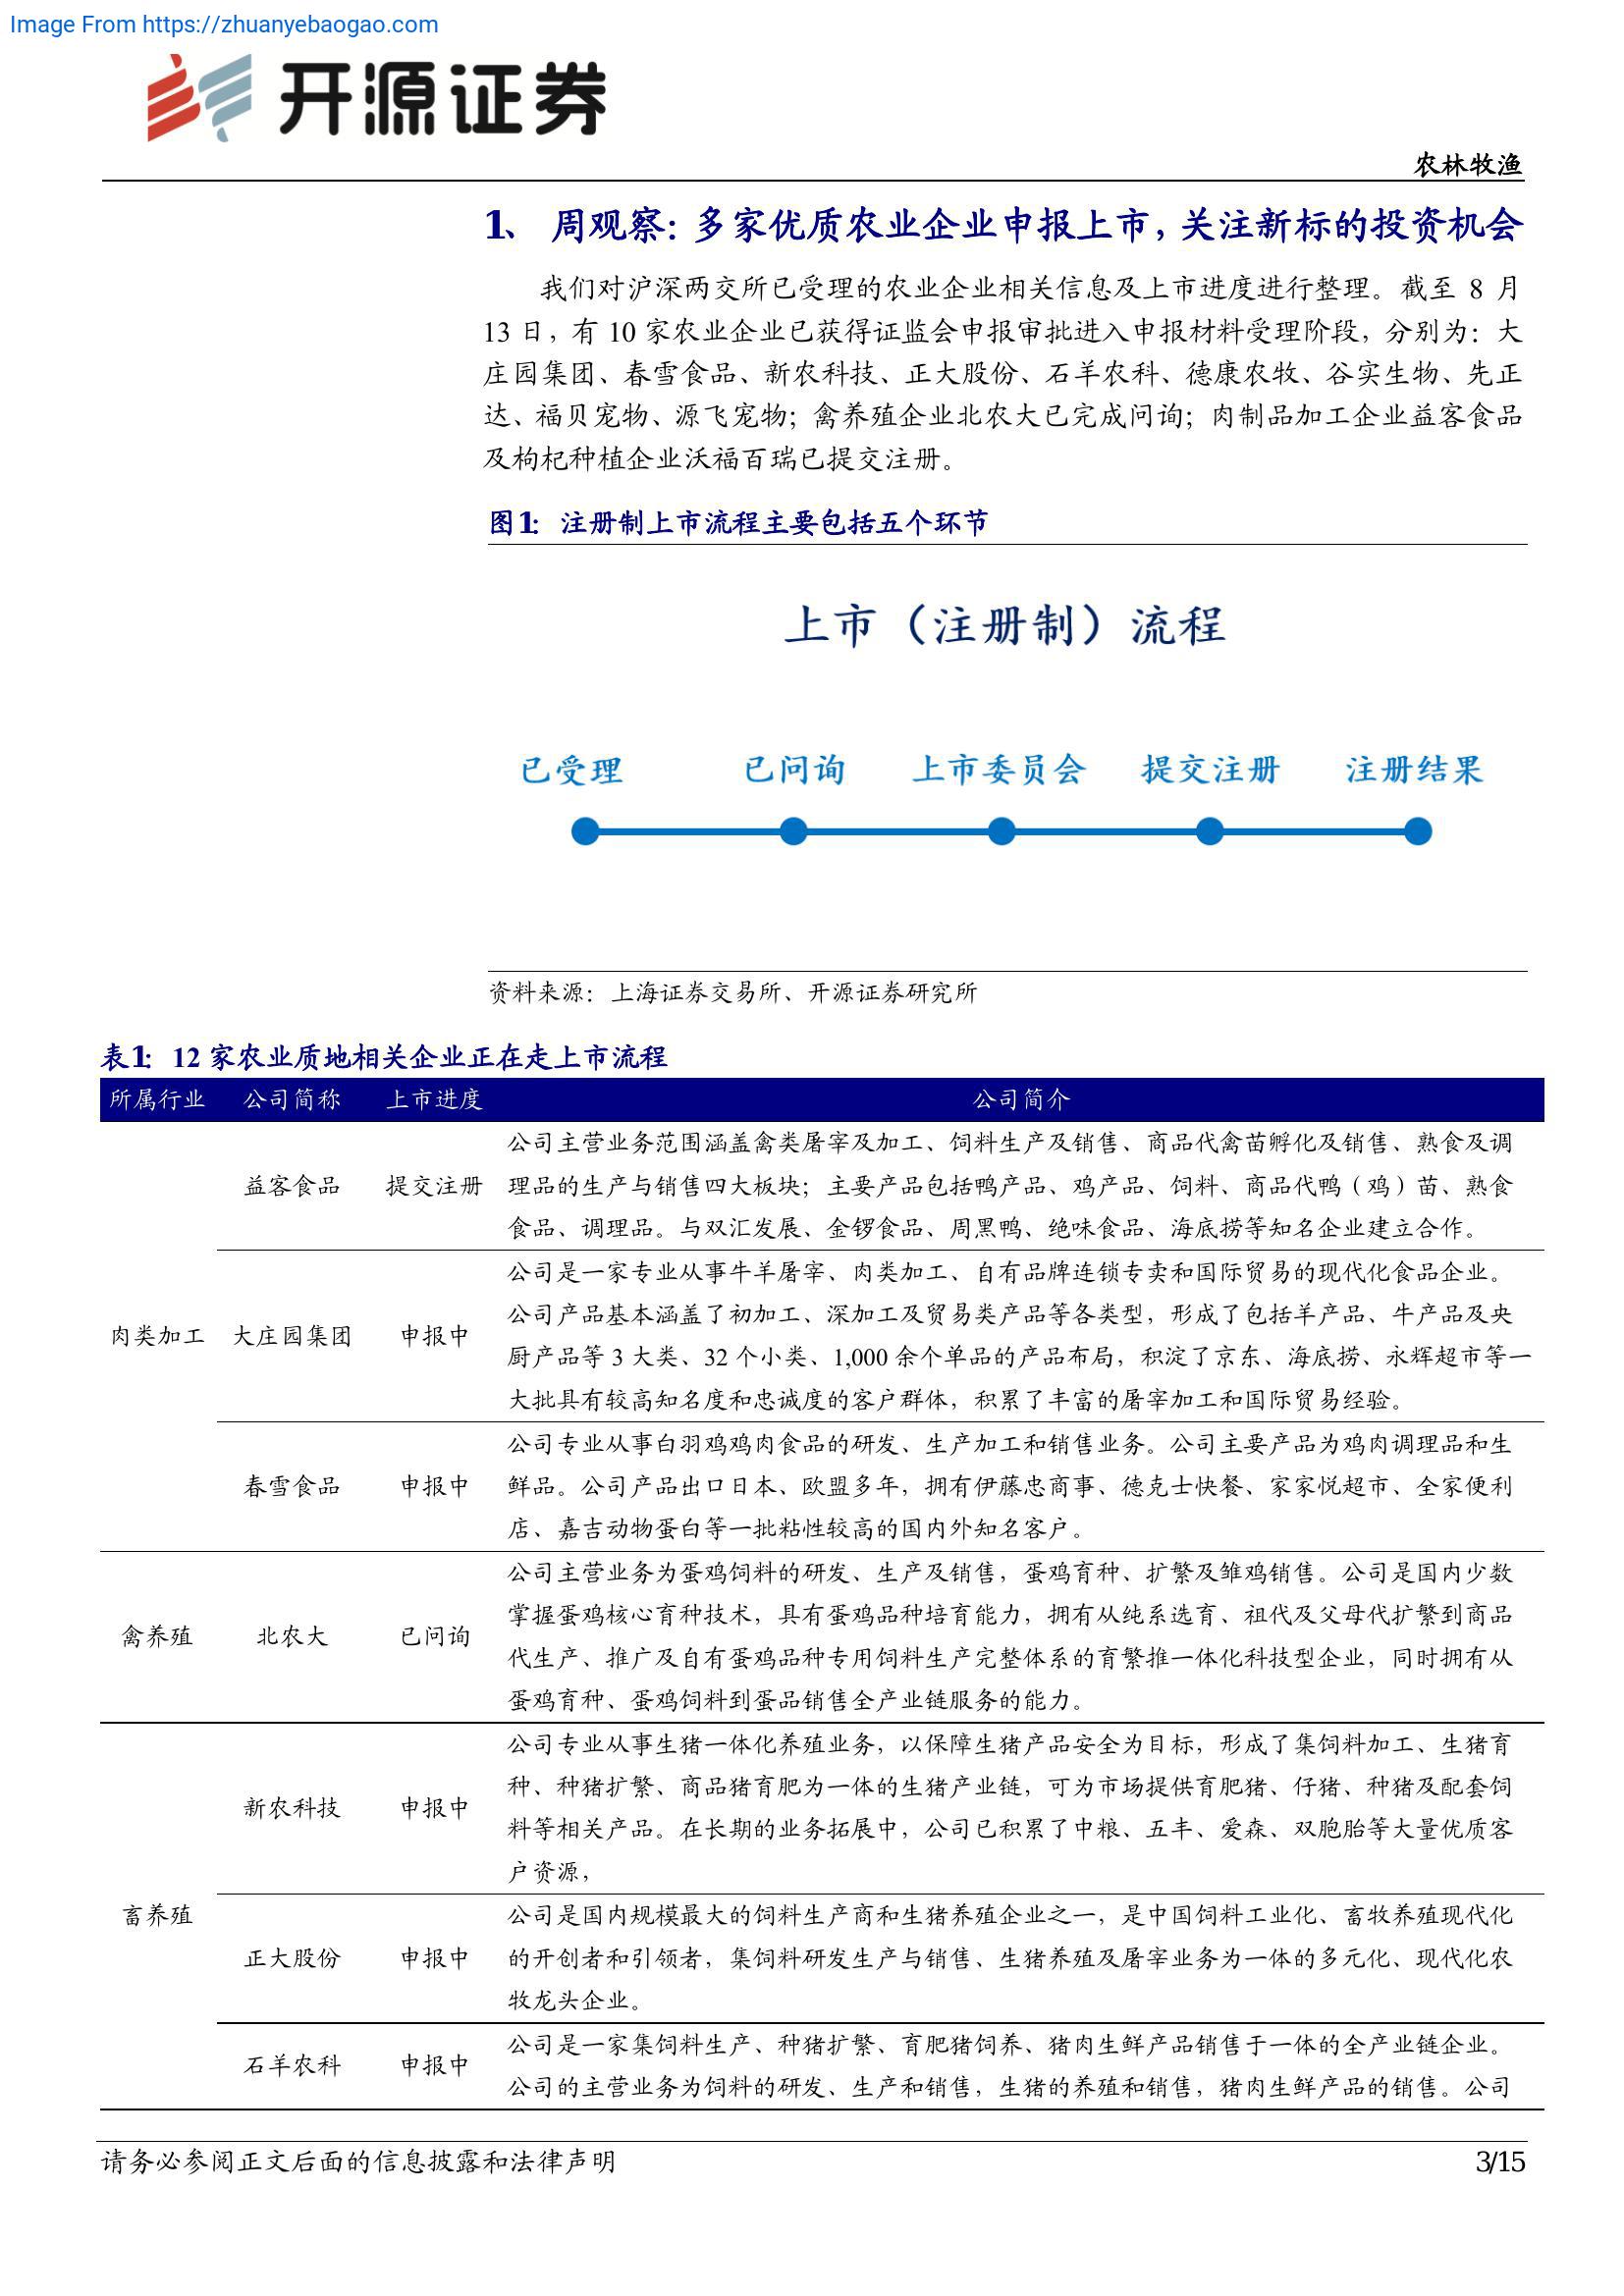 Image From https://zhuanyebaogao.com
开源证券
农林牧渔
1、 周观察：多家优质农业企业申报上市，关注新标的投资机会
我们对沪深两交所已受理的农业企业相关信息及上市进度进行整理。截至 8 月
13 日，有 10 家农业企业已获得证监会申报审批进入申报材料受理阶段，分别为：大
庄园集团、春雪食品、新农科技、正大股份、石羊农科、德康农牧、谷实生物、先正
达、福贝宠物、源飞宠物；禽养殖企业北农大已完成问询；肉制品加工企业益客食品
及枸杞种植企业沃福百瑞已提交注册。
图1： 注册制上市流程主要包括五个环节
上市（注册制）流程
已受理 已问询 上市委员会 提交注册 注册结果
资料来源：上海证券交易所、开源证券研究所
表1： 12 家农业质地相关企业正在走上市流程
所属行业 公司简称 上市进度 公司简介
公司主营业务范围涵盖禽类屠宰及加工、饲料生产及销售、商品代禽苗孵化及销售、熟食及调
益客食品 提交注册 理品的生产与销售四大板块；主要产品包括鸭产品、鸡产品、饲料、商品代鸭（鸡）苗、熟食
食品、调理品。与双汇发展、金锣食品、周黑鸭、绝味食品、海底捞等知名企业建立合作。
公司是一家专业从事牛羊屠宰、肉类加工、自有品牌连锁专卖和国际贸易的现代化食品企业。
公司产品基本涵盖了初加工、深加工及贸易类产品等各类型，形成了包括羊产品、牛产品及央
肉类加工 大庄园集团 申报中 厨产品等 3 大类、32 个小类、1,000 余个单品的产品布局，积淀了京东、海底捞、永辉超市等一
大批具有较高知名度和忠诚度的客户群体，积累了丰富的屠宰加工和国际贸易经验。
公司专业从事白羽鸡鸡肉食品的研发、生产加工和销售业务。公司主要产品为鸡肉调理品和生
春雪食品 申报中 鲜品。公司产品出口日本、欧盟多年，拥有伊藤忠商事、德克士快餐、家家悦超市、全家便利
店、嘉吉动物蛋白等一批粘性较高的国内外知名客户。
公司主营业务为蛋鸡饲料的研发、生产及销售，蛋鸡育种、扩繁及雏鸡销售。公司是国内少数
掌握蛋鸡核心育种技术，具有蛋鸡品种培育能力，拥有从纯系选育、祖代及父母代扩繁到商品
禽养殖 北农大 已问询 代生产、推广及自有蛋鸡品种专用饲料生产完整体系的育繁推一体化科技型企业，同时拥有从
蛋鸡育种、蛋鸡饲料到蛋品销售全产业链服务的能力。
公司专业从事生猪一体化养殖业务，以保障生猪产品安全为目标，形成了集饲料加工、生猪育
种、种猪扩繁、商品猪育肥为一体的生猪产业链，可为市场提供育肥猪、仔猪、种猪及配套饲
新农科技 申报中 料等相关产品。在长期的业务拓展中，公司已积累了中粮、五丰、爱森、双胞胎等大量优质客
户资源，
畜养殖 公司是国内规模最大的饲料生产商和生猪养殖企业之一，是中国饲料工业化、畜牧养殖现代化
正大股份 申报中 的开创者和引领者，集饲料研发生产与销售、生猪养殖及屠宰业务为一体的多元化、现代化农
牧龙头企业。
石羊农科 申报中 公司是一家集饲料生产、种猪扩繁、育肥猪饲养、猪肉生鲜产品销售于一体的全产业链企业。
公司的主营业务为饲料的研发、生产和销售，生猪的养殖和销售，猪肉生鲜产品的销售。公司
请务必参阅正文后面的信息披露和法律声明 3/15